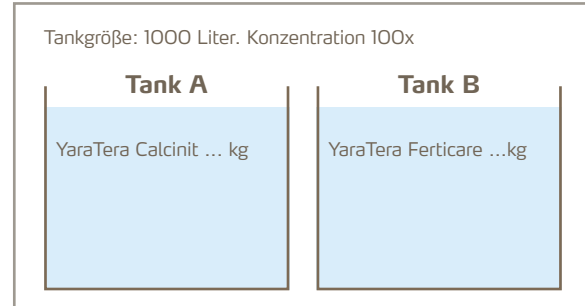 Tankgröße: 1000 Liter. Konzentration 100x
Tank A
Tank B
YaraTera Calcinit ... kg
YaraTera Ferticare ...kg